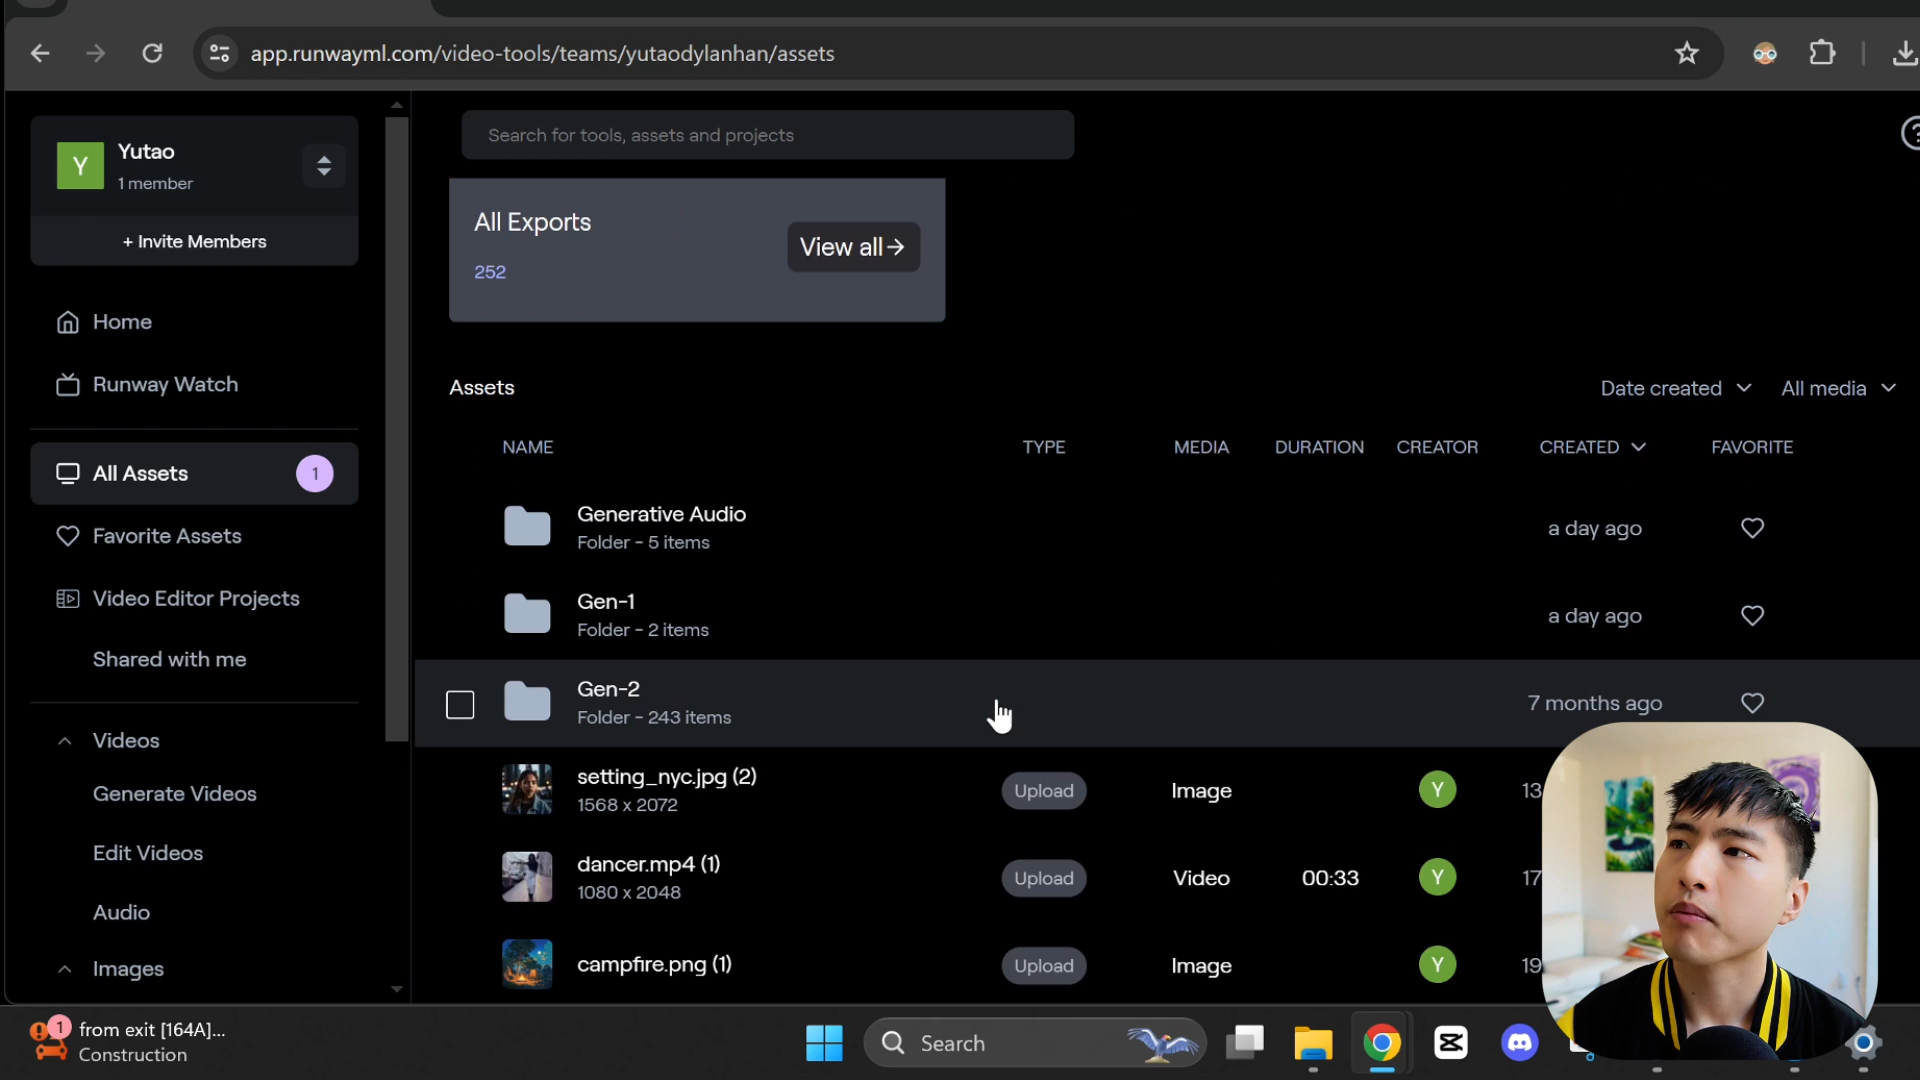 app.runwayml.com/video-tools/teams/yutaodylanhan/assets
Y
Yutao
1 member
+ Invite Members
Home
Runway Watch
All Assets
1
Favorite Assets
Video Editor Projects
Shared with me
Videos
Generate Videos
Edit Videos
Audio
Images
Search for tools, assets and projects
All Exports
252
View all→
Assets
Date created
All media
NAME TYPE MEDIA DURATION CREATOR CREATED FAVORITE
Generative Audio
Folder - 5 items
a day ago
Gen-1
Folder - 2 items
a day ago
Gen-2
Folder - 243 items
7 months ago
setting_nyc.jpg (2)
1568 x 2072
Upload Image Y 13
dancer.mp4 (1)
1080 x 2048
Upload Video 00:33 Y 17
campfire.png (1)
Upload Image Y 19
1
from exit [164A]...
Construction
Search